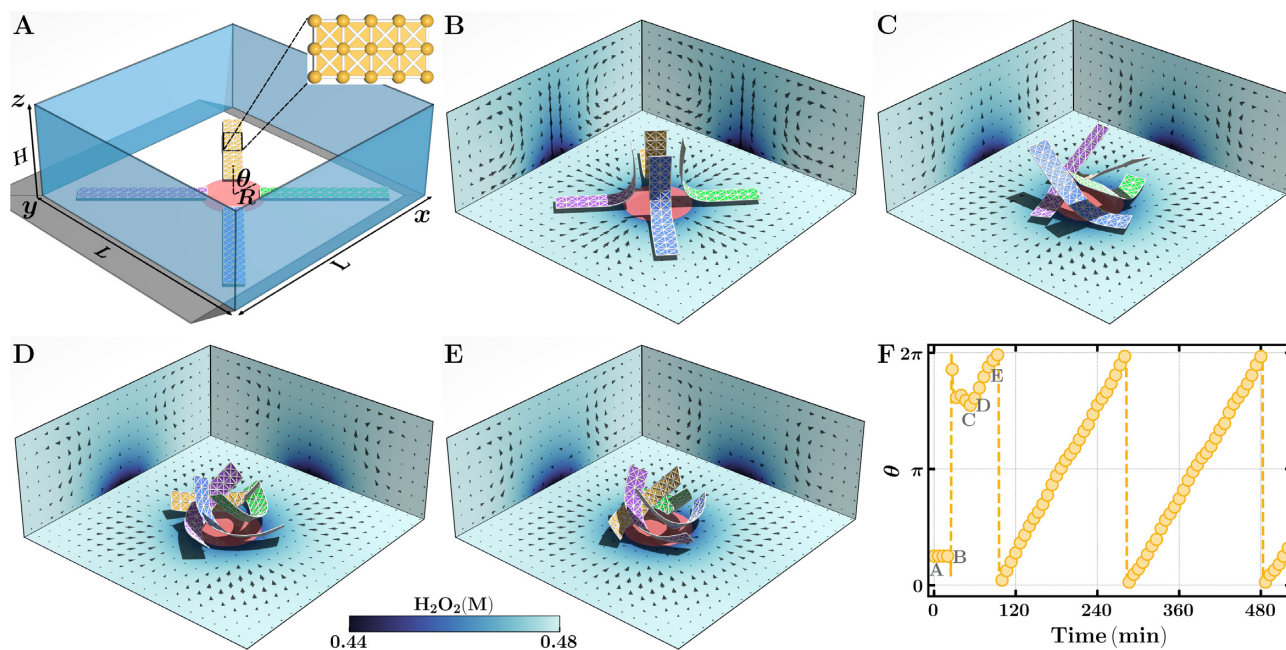 A
z
H
y
θ
R
x
L
L
B
C
D
E
H₂O₂(M)
0.44
0.48
F
2π
π
0
θ
A
B
C
D
E
0
120
240
360
480
Time (min)